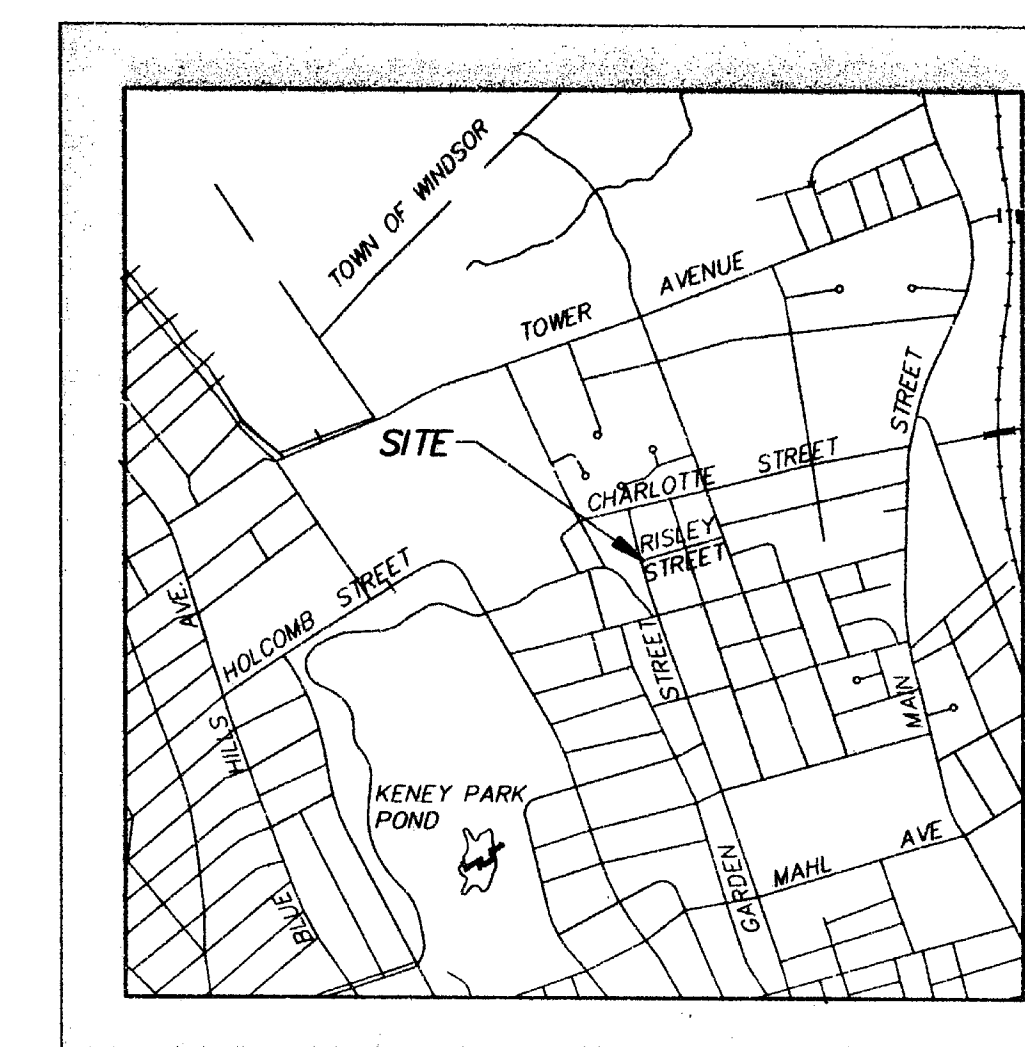 TOWN OF WINDSOR
TOWER AVENUE
SITE
STREET
CHARLOTTE STREET
RISLEY
STREET
HOLCOMB STREET
AVE.
HILLS
BLUE
STREET
GARDEN
MAIN
KENEY PARK
POND
MAHL AVE